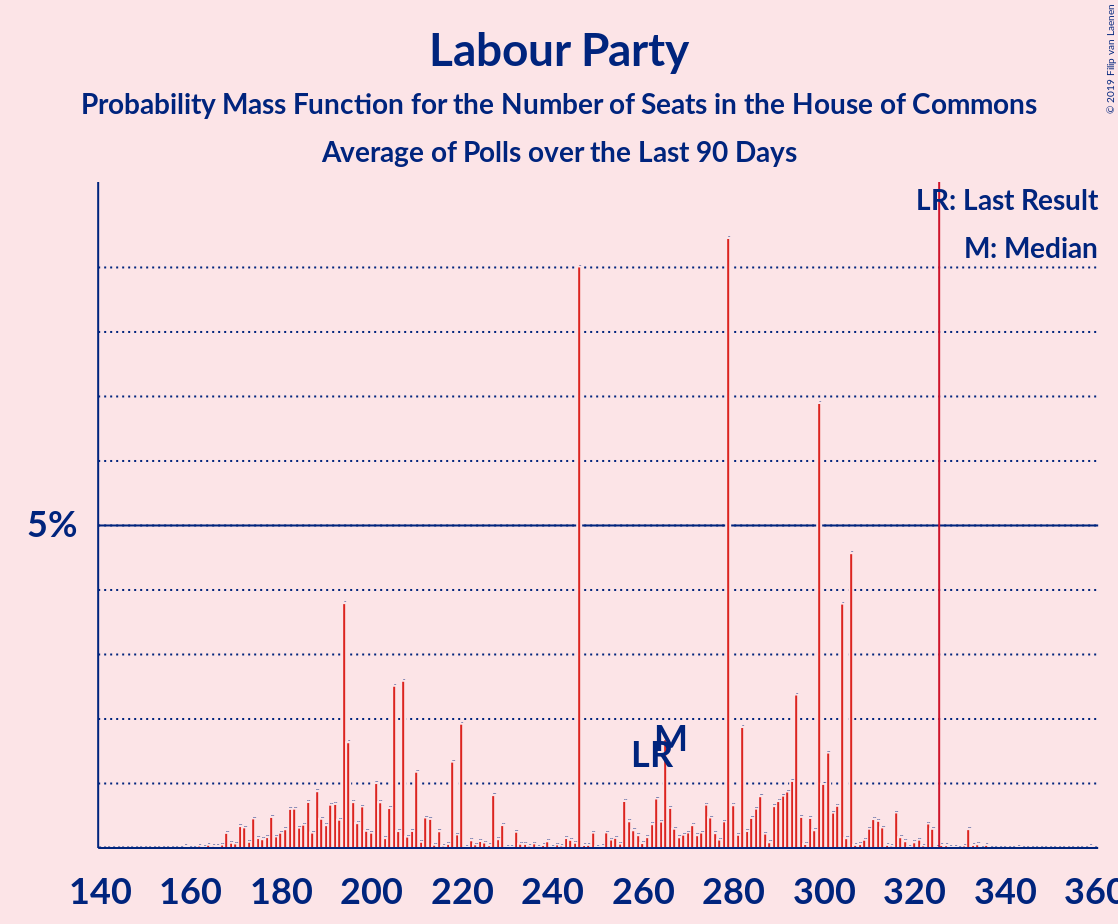 Labour Party
Probability Mass Function for the Number of Seats in the House of Commons
Average of Polls over the Last 90 Days
© 2019 Filip van Laenen
LR: Last Result
M: Median
5%
M
LR
140 160 180 200 220 240 260 280 300 320 340 360